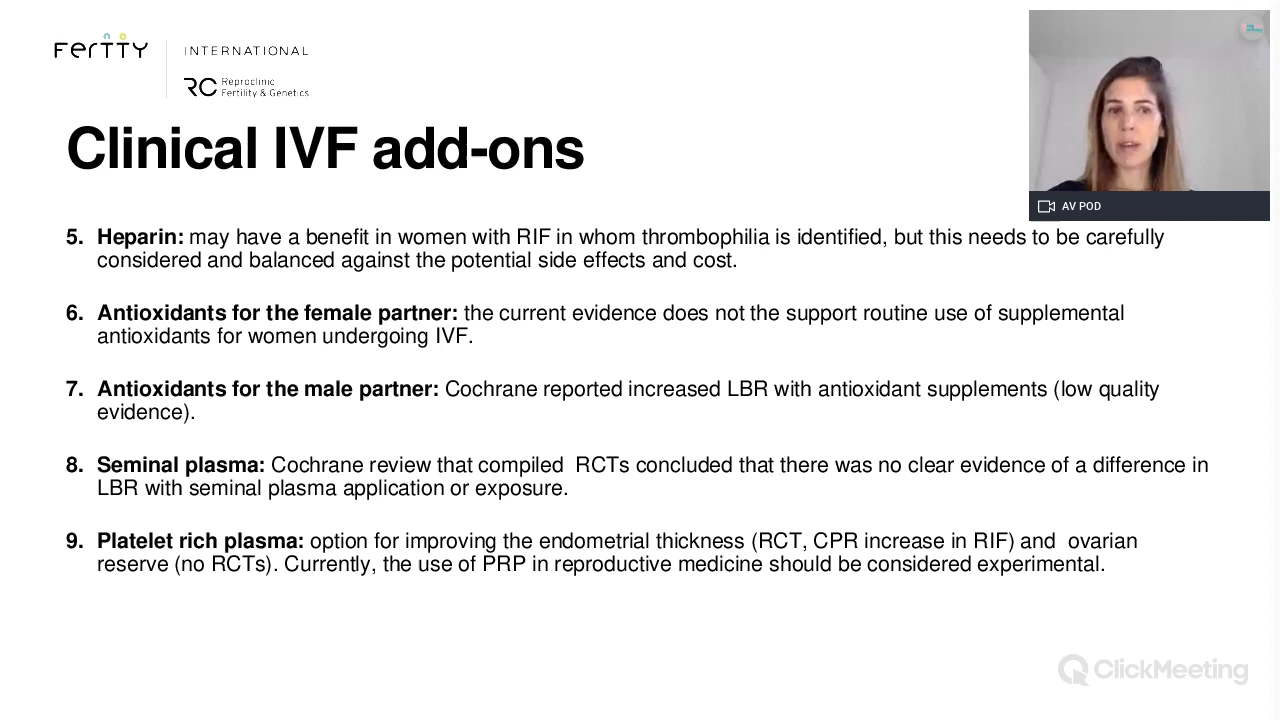 FERTTY
INTERNATIONAL
RC Reproclinic
Fertility & Genetics
Clinical IVF add-ons
AV POD
5. Heparin: may have a benefit in women with RIF in whom thrombophilia is identified, but this needs to be carefully
considered and balanced against the potential side effects and cost.
6. Antioxidants for the female partner: the current evidence does not the support routine use of supplemental
antioxidants for women undergoing IVF.
7. Antioxidants for the male partner: Cochrane reported increased LBR with antioxidant supplements (low quality
evidence).
8. Seminal plasma: Cochrane review that compiled  RCTs concluded that there was no clear evidence of a difference in
LBR with seminal plasma application or exposure.
9. Platelet rich plasma: option for improving the endometrial thickness (RCT, CPR increase in RIF) and  ovarian
reserve (no RCTs). Currently, the use of PRP in reproductive medicine should be considered experimental.
ClickMeeting